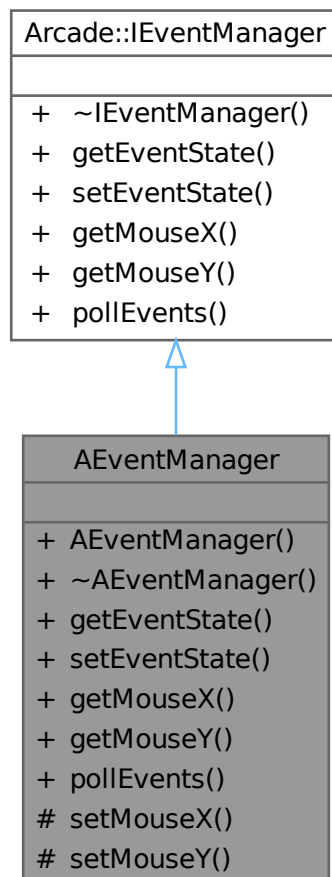 Arcade::IEventManager
+ ~IEventManager()
+ getEventState()
+ setEventState()
+ getMouseX()
+ getMouseY()
+ pollEvents()
AEventManager
+ AEventManager()
+ ~AEventManager()
+ getEventState()
+ setEventState()
+ getMouseX()
+ getMouseY()
+ pollEvents()
# setMouseX()
# setMouseY()